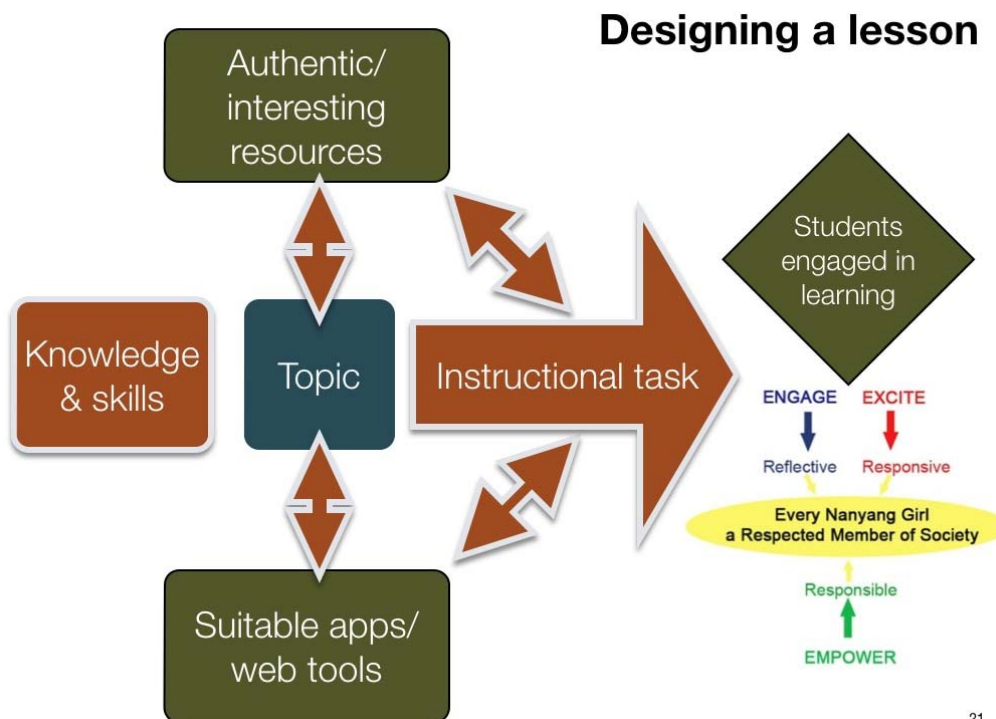 Designing a lesson
Authentic/
interesting
resources
Students
engaged in
learning
Knowledge
& skills
Topic
Instructional task
ENGAGE
EXCITE
Reflective
Responsive
Every Nanyang Girl
a Respected Member of Society
Responsible
EMPOWER
Suitable apps/
web tools
21